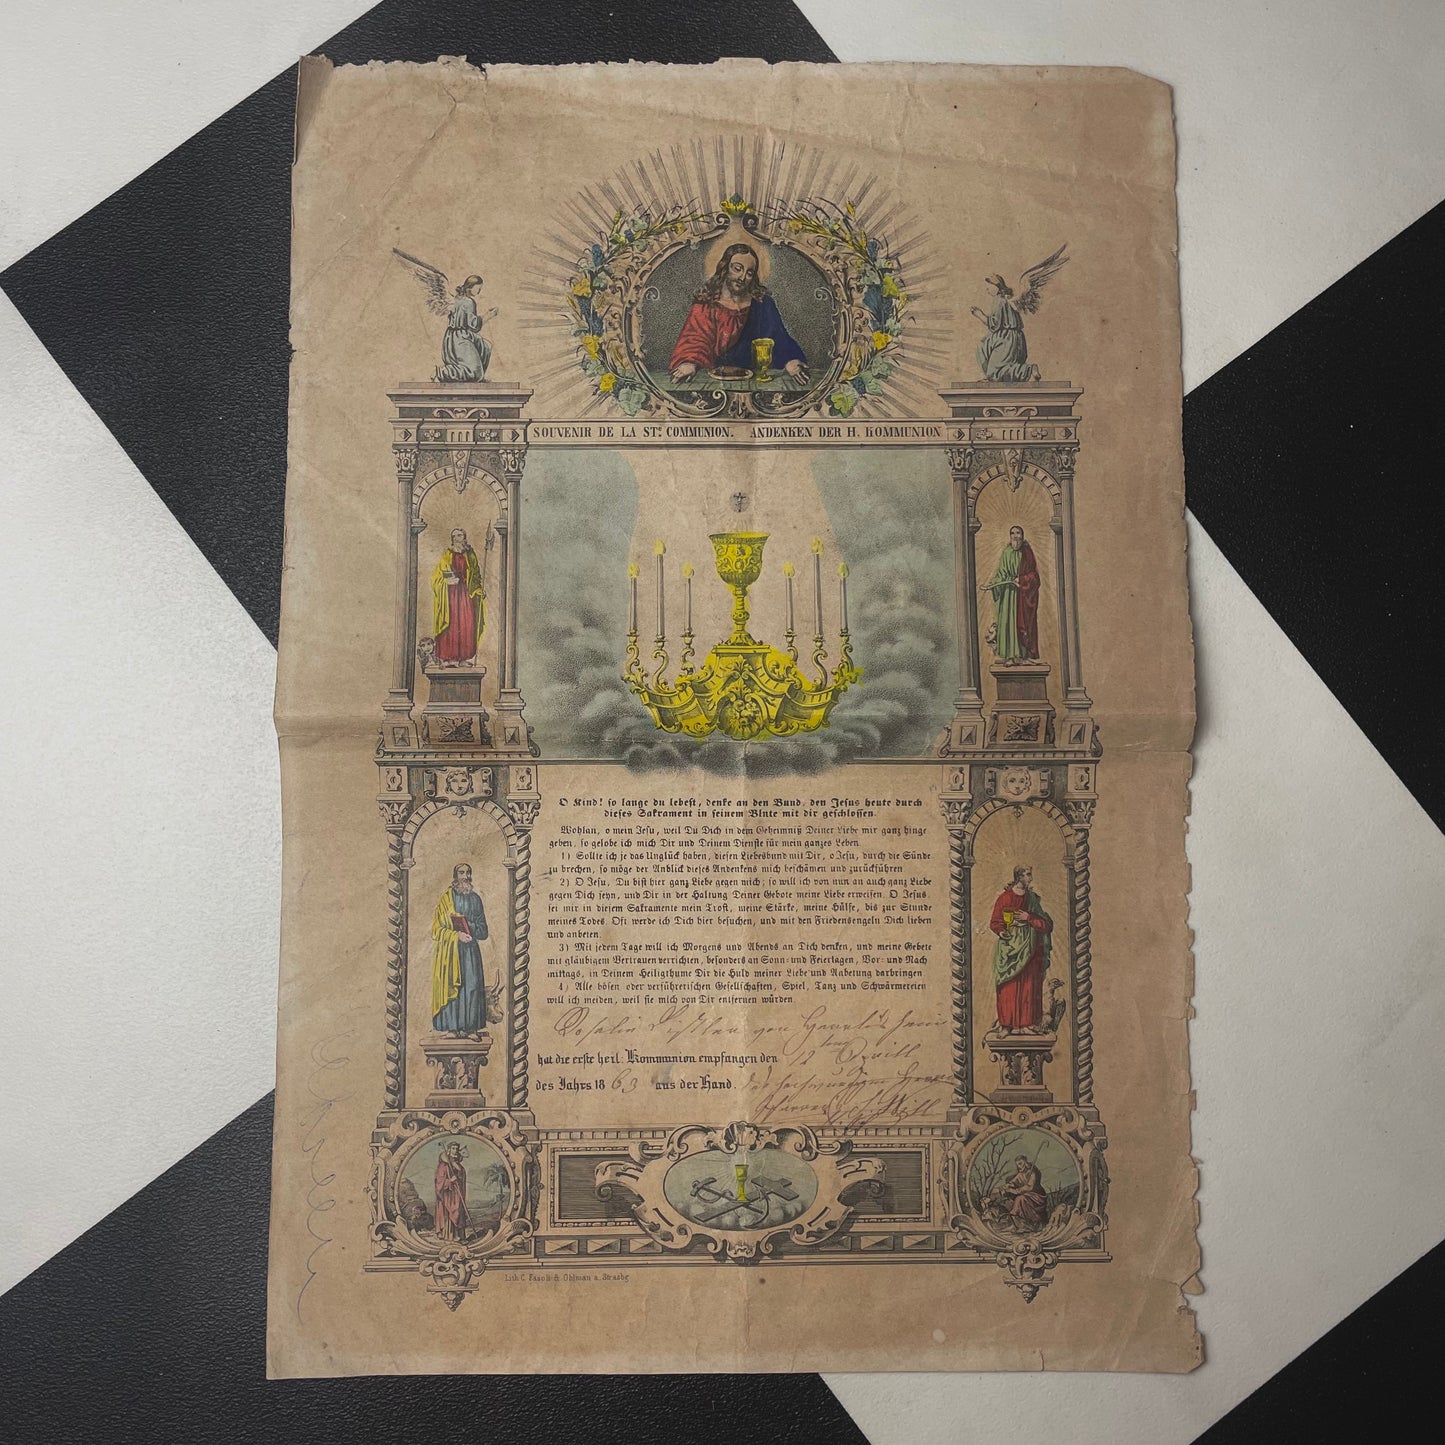 SOUVENIR DE LA STE. COMMUNION. ANDENKEN DER H. KOMMUNION
O Kind! so lange du lebest, denke an den Bund, den Jesus heute durch
dieses Sakrament in seinem Blute mit dir geschlossen.
Wohlan, o mein Jesu, weil Du Dich in dem Geheimniß Deiner Liebe mir ganz hinge
geben, so gelobe ich mich Dir und Deinem Dienste für mein ganzes Leben.
1) Sollte ich je das Unglück haben, diesen Liebesbund mit Dir, o Jesu, durch die Sünde
zu brechen, so möge der Anblick dieses Andenkens mich beschämen und zurückführen
2) O Jesu, Du bist hier ganz Liebe gegen mich; so will ich von nun an auch ganz Liebe
gegen Dich seyn, und Dir in der Haltung Deiner Gebote meine Liebe erweisen. O Jesu,
sei mir in diesem Sakramente mein Trost, meine Stärke, meine Hülfe, bis zur Stunde
meines Todes. Oft werde ich Dich hier besuchen, und mit den Friedensengeln Dich lieben
und anbeten.
3) Mit jedem Tage will ich Morgens und Abends an Dich denken, und meine Gebete
mit gläubigem Vertrauen verrichten, besonders an Sonn- und Feiertagen, Vor- und Nach
mittags, in Deinem Heiligthume Dir die Huld meiner Liebe und Anbetung darbringen
4) Alle bösen oder verführerischen Gesellschaften, Spiel, Tanz und Schwärmereien
will ich meiden, weil sie mich von Dir entfernen würden.
von
hat die erste heil. Kommunion empfangen den 12 April
des Jahrs 1863 aus der Hand.
Lith. C. Fasoli & Ohlman a. Strasbg